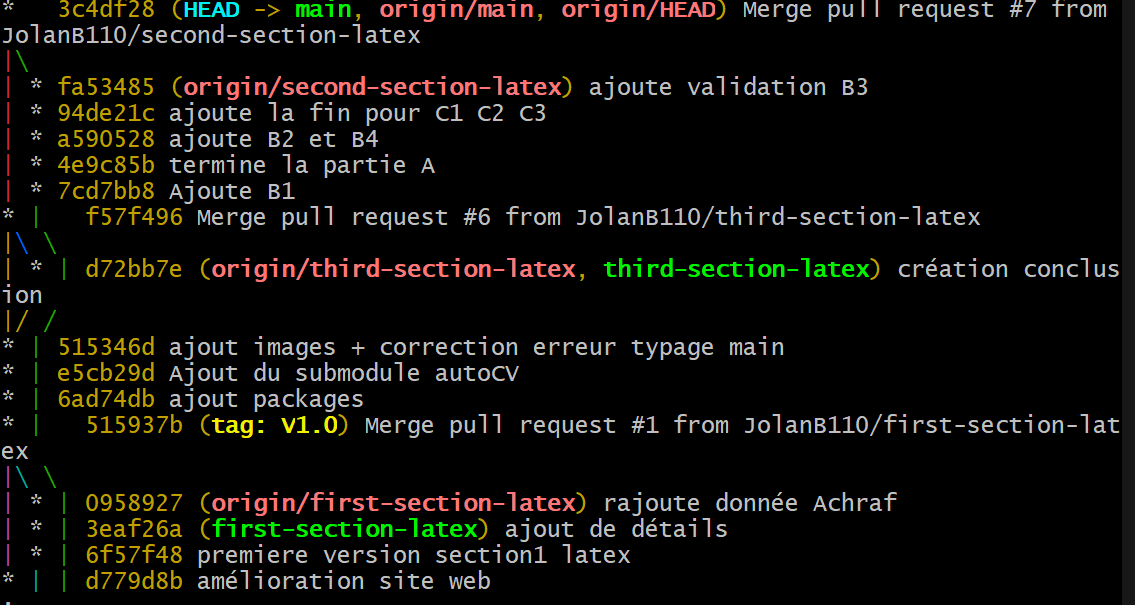 *   3c4df28 (HEAD -> main, origin/main, origin/HEAD) Merge pull request #7 from
JolanB110/second-section-latex
|\
| * fa53485 (origin/second-section-latex) ajoute validation B3
| * 94de21c ajoute la fin pour C1 C2 C3
| * a590528 ajoute B2 et B4
| * 4e9c85b termine la partie A
| * 7cd7bb8 Ajoute B1
* |   f57f496 Merge pull request #6 from JolanB110/third-section-latex
|\ \
| * | d72bb7e (origin/third-section-latex, third-section-latex) création conclus
ion
|/ /
* | 515346d ajout images + correction erreur typage main
* | e5cb29d Ajout du submodule autoCV
* | 6ad74db ajout packages
* |   515937b (tag: V1.0) Merge pull request #1 from JolanB110/first-section-lat
ex
|\ \
| * | 0958927 (origin/first-section-latex) rajoute donnée Achraf
| * | 3eaf26a (first-section-latex) ajout de détails
| * | 6f57f48 premiere version section1 latex
* | | d779d8b amélioration site web